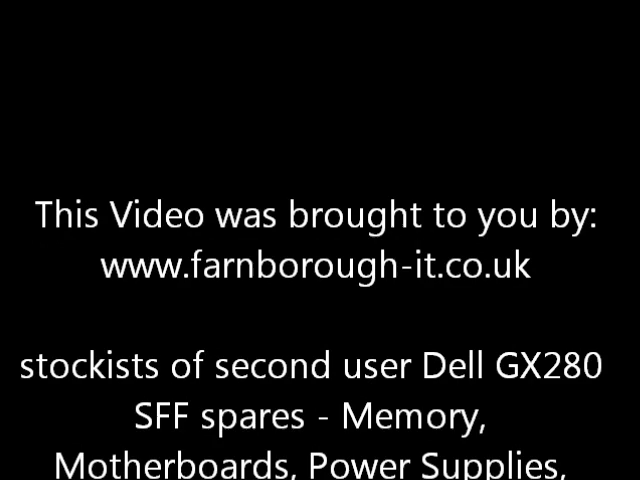 This Video was brought to you by:
www.farnborough-it.co.uk
stockists of second user Dell GX280
SFF spares - Memory,
Motherboards, Power Supplies,